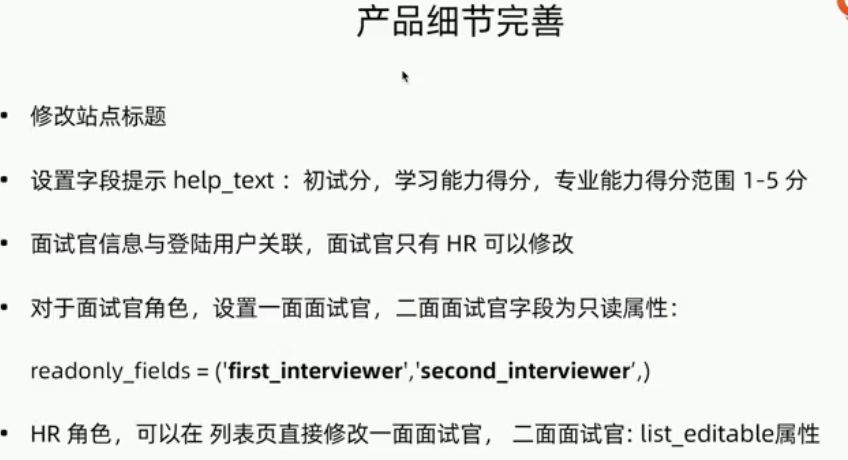 产品细节完善
• 修改站点标题
• 设置字段提示 help_text ：初试分，学习能力得分，专业能力得分范围 1-5 分
• 面试官信息与登陆用户关联，面试官只有 HR 可以修改
• 对于面试官角色，设置一面面试官，二面面试官字段为只读属性：
readonly_fields = ('first_interviewer','second_interviewer',)
• HR 角色，可以在 列表页直接修改一面面试官， 二面面试官: list_editable属性